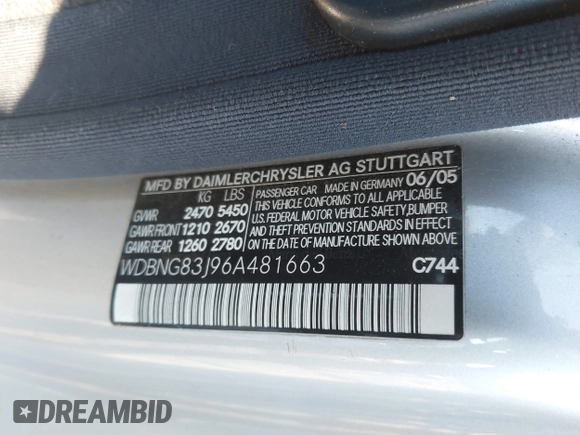 MFD BY DAIMLERCHRYSLER AG STUTTGART
KG LBS
GVWR 2470 5450
GAWR.FRONT 1210 2670
GAWR.REAR 1260 2780
PASSENGER CAR MADE IN GERMANY 06/05
THIS VEHICLE CONFORMS TO ALL APPLICABLE
U.S. FEDERAL MOTOR VEHICLE SAFETY,BUMPER
AND THEFT PREVENTION STANDARDS IN
EFFECT ON THE DATE OF MANUFACTURE
SHOWN ABOVE.
WDBNG83J96A481663
C744
DREAMBID